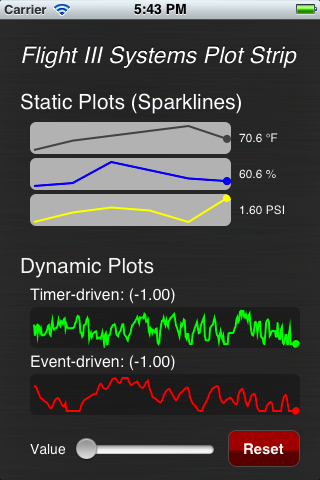 Carrier 5:43 PM
Flight III Systems Plot Strip
Static Plots (Sparklines)
70.6 °F
60.6 %
1.60 PSI
Dynamic Plots
Timer-driven: (-1.00)
Event-driven: (-1.00)
Value Reset